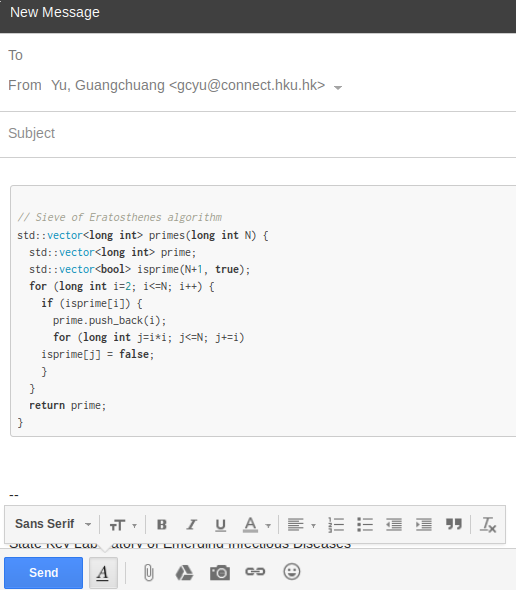 New Message
To
From Yu, Guangchuang <gcyu@connect.hku.hk>
Subject
// Sieve of Eratosthenes algorithm
std::vector<long int> primes(long int N) {
  std::vector<long int> prime;
  std::vector<bool> isprime(N+1, true);
  for (long int i=2; i<=N; i++) {
    if (isprime[i]) {
      prime.push_back(i);
      for (long int j=i*i; j<=N; j+=i)
    isprime[j] = false;
    }
  }
  return prime;
}
--
Sans Serif TT B I U A
State Key Laboratory of Emerging Infectious Diseases
Send A